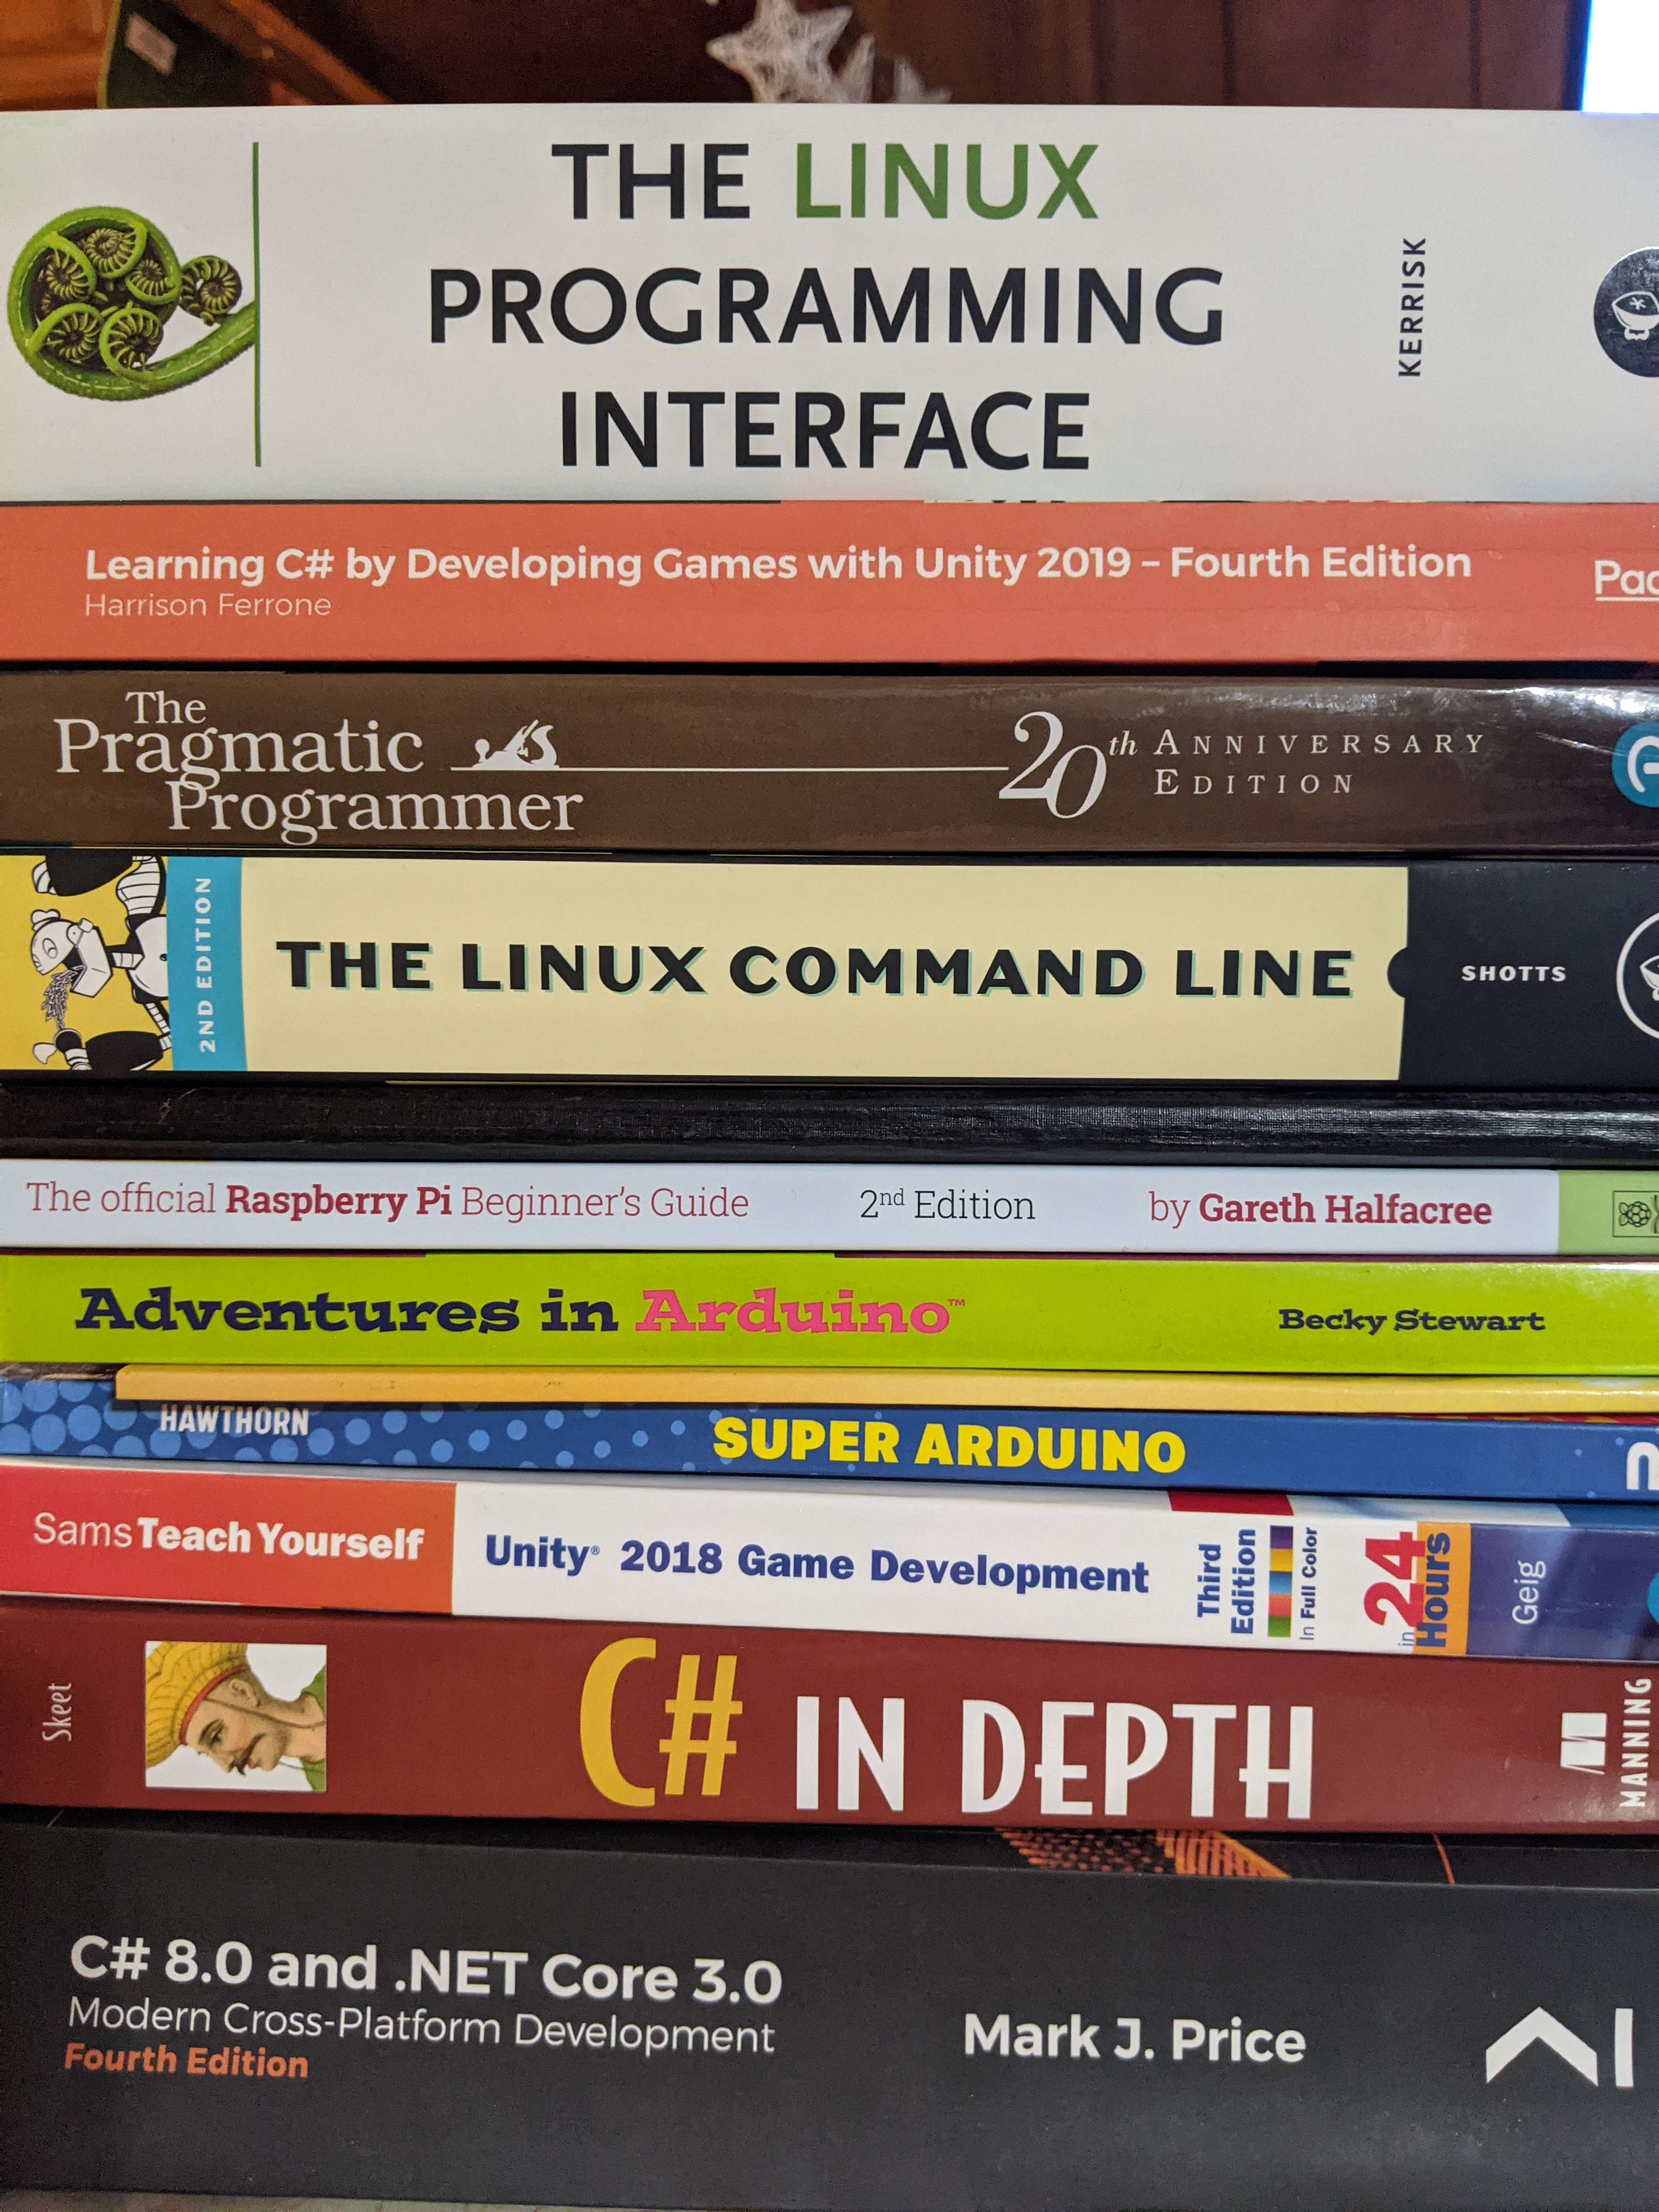 THE LINUX
PROGRAMMING
INTERFACE
KERRISK
Learning C# by Developing Games with Unity 2019 – Fourth Edition
Harrison Ferrone
Pac
The
Pragmatic
Programmer
20th ANNIVERSARY
EDITION
2ND EDITION
THE LINUX COMMAND LINE
SHOTTS
The official Raspberry Pi Beginner's Guide 2nd Edition by Gareth Halfacree
Adventures in Arduino™ Becky Stewart
HAWTHORN SUPER ARDUINO
n
Sams Teach Yourself
Unity® 2018 Game Development
Third
Edition
In Full Color
in 24
Hours
Geig
Skeet
C# IN DEPTH
MANNING
C# 8.0 and .NET Core 3.0
Modern Cross-Platform Development
Fourth Edition
Mark J. Price